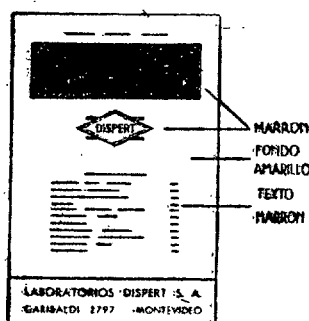 DISPERT
MARRON
FONDO
AMARILLO
TEXTO
MARRON
LABORATORIOS DISPERT S. A.
GARIBALDI 2797 MONTEVIDEO